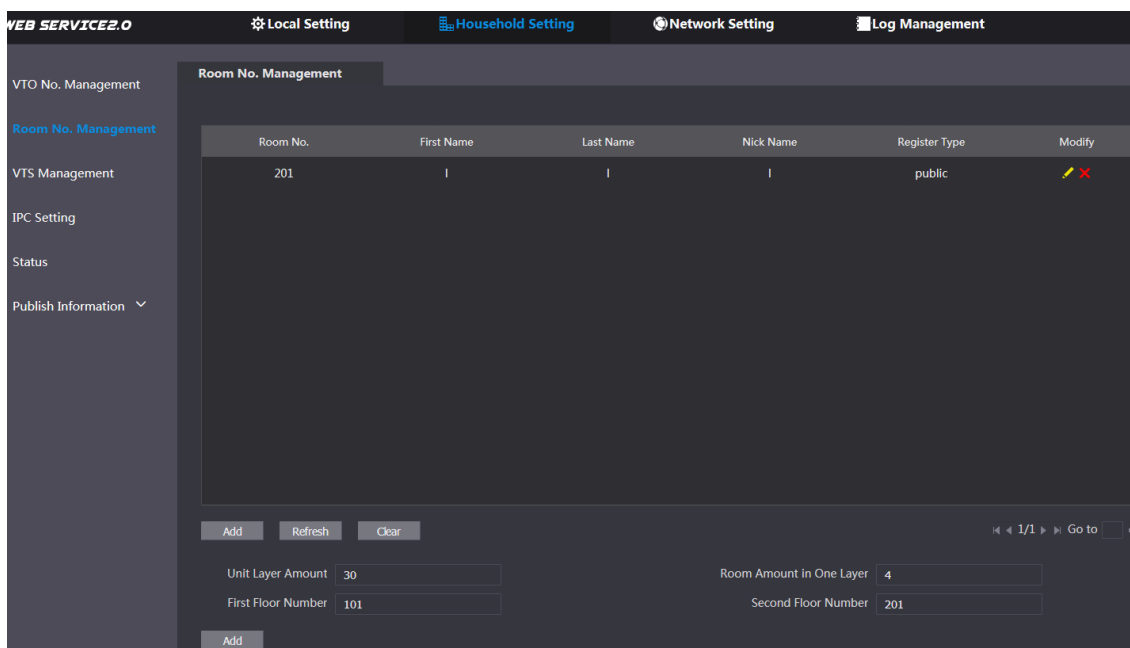 WEB SERVICE2.0 Local Setting Household Setting Network Setting Log Management
VTO No. Management
Room No. Management
VTS Management
IPC Setting
Status
Publish Information
Room No. Management
Room No. First Name Last Name Nick Name Register Type Modify
201 l l l public
Add Refresh Clear 1/1 Go to
Unit Layer Amount 30 Room Amount in One Layer 4
First Floor Number 101 Second Floor Number 201
Add